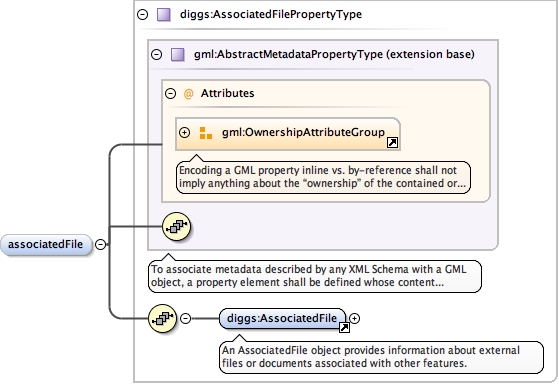 diggs:AssociatedFilePropertyType
gml:AbstractMetadataPropertyType (extension base)
@ Attributes
gml:OwnershipAttributeGroup
Encoding a GML property inline vs. by-reference shall not
imply anything about the “ownership” of the contained or...
associatedFile
To associate metadata described by any XML Schema with a GML
object, a property element shall be defined whose content...
diggs:AssociatedFile
An AssociatedFile object provides information about external
files or documents associated with other features.